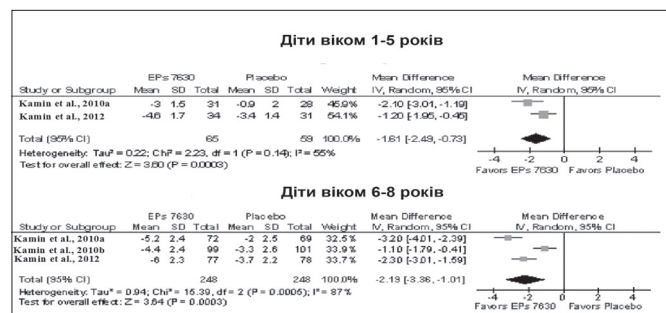 Діти віком 1-5 років
EPs 7630 Placebo Mean Difference Mean Difference
Study or Subgroup Mean SD Total Mean SD Total Weight IV, Random, 95% CI IV, Random, 95% CI
Kamin et al., 2010a -3 1.5 31 -0.9 2 28 45.9% -2.10 [-3.01, -1.19]
Kamin et al., 2012 -4.6 1.7 34 -3.4 1.4 31 54.1% -1.20 [-1.95, -0.45]
Total (95% CI) 65 59 100.0% -1.61 [-2.49, -0.73]
Heterogeneity: Tau² = 0.22; Chi² = 2.23, df = 1 (P = 0.14); I² = 55%
Test for overall effect: Z = 3.60 (P = 0.0003)
-4 -2 0 2 4
Favors EPs 7630 Favors Placebo
Діти віком 6-8 років
EPs 7630 Placebo Mean Difference Mean Difference
Study or Subgroup Mean SD Total Mean SD Total Weight IV, Random, 95% CI IV, Random, 95% CI
Kamin et al., 2010a -5.2 2.4 72 -2 2.5 69 32.5% -3.20 [-4.01, -2.39]
Kamin et al., 2010b -4.4 2.4 99 -3.3 2.6 101 33.9% -1.10 [-1.79, -0.41]
Kamin et al., 2012 -6 2.3 77 -3.7 2.2 78 33.6% -2.30 [-3.01, -1.59]
Total (95% CI) 248 248 100.0% -2.19 [-3.36, -1.01]
Heterogeneity: Tau² = 0.94; Chi² = 15.39, df = 2 (P = 0.0005); I² = 87%
Test for overall effect: Z = 3.64 (P = 0.0003)
-4 -2 0 2 4
Favors EPs 7630 Favors Placebo